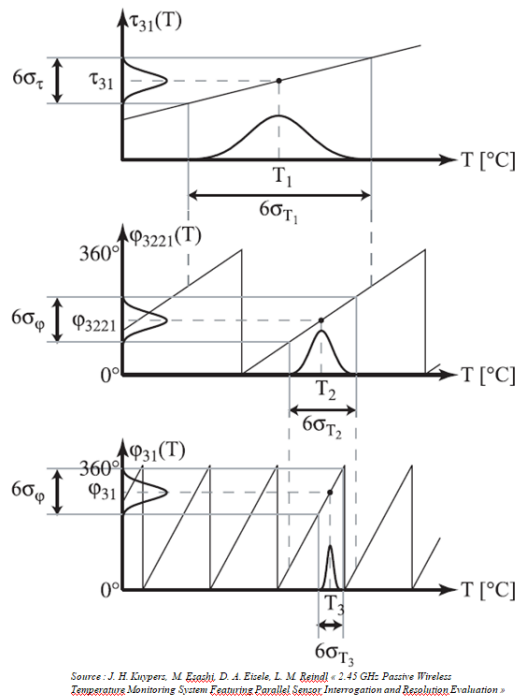 τ31(T)
6στ
τ31
T1
T [°C]
6σT1
φ3221(T)
360°
6σφ
φ3221
0°
T2
T [°C]
6σT2
φ31(T)
360°
6σφ
φ31
0°
T3
T [°C]
6σT3
Source : J. H. Kuypers, M. Esashi, D. A. Eisele, L. M. Reindl « 2.45 GHz Passive Wireless
Temperature Monitoring System Featuring Parallel Sensor Interrogation and Resolution Evaluation »